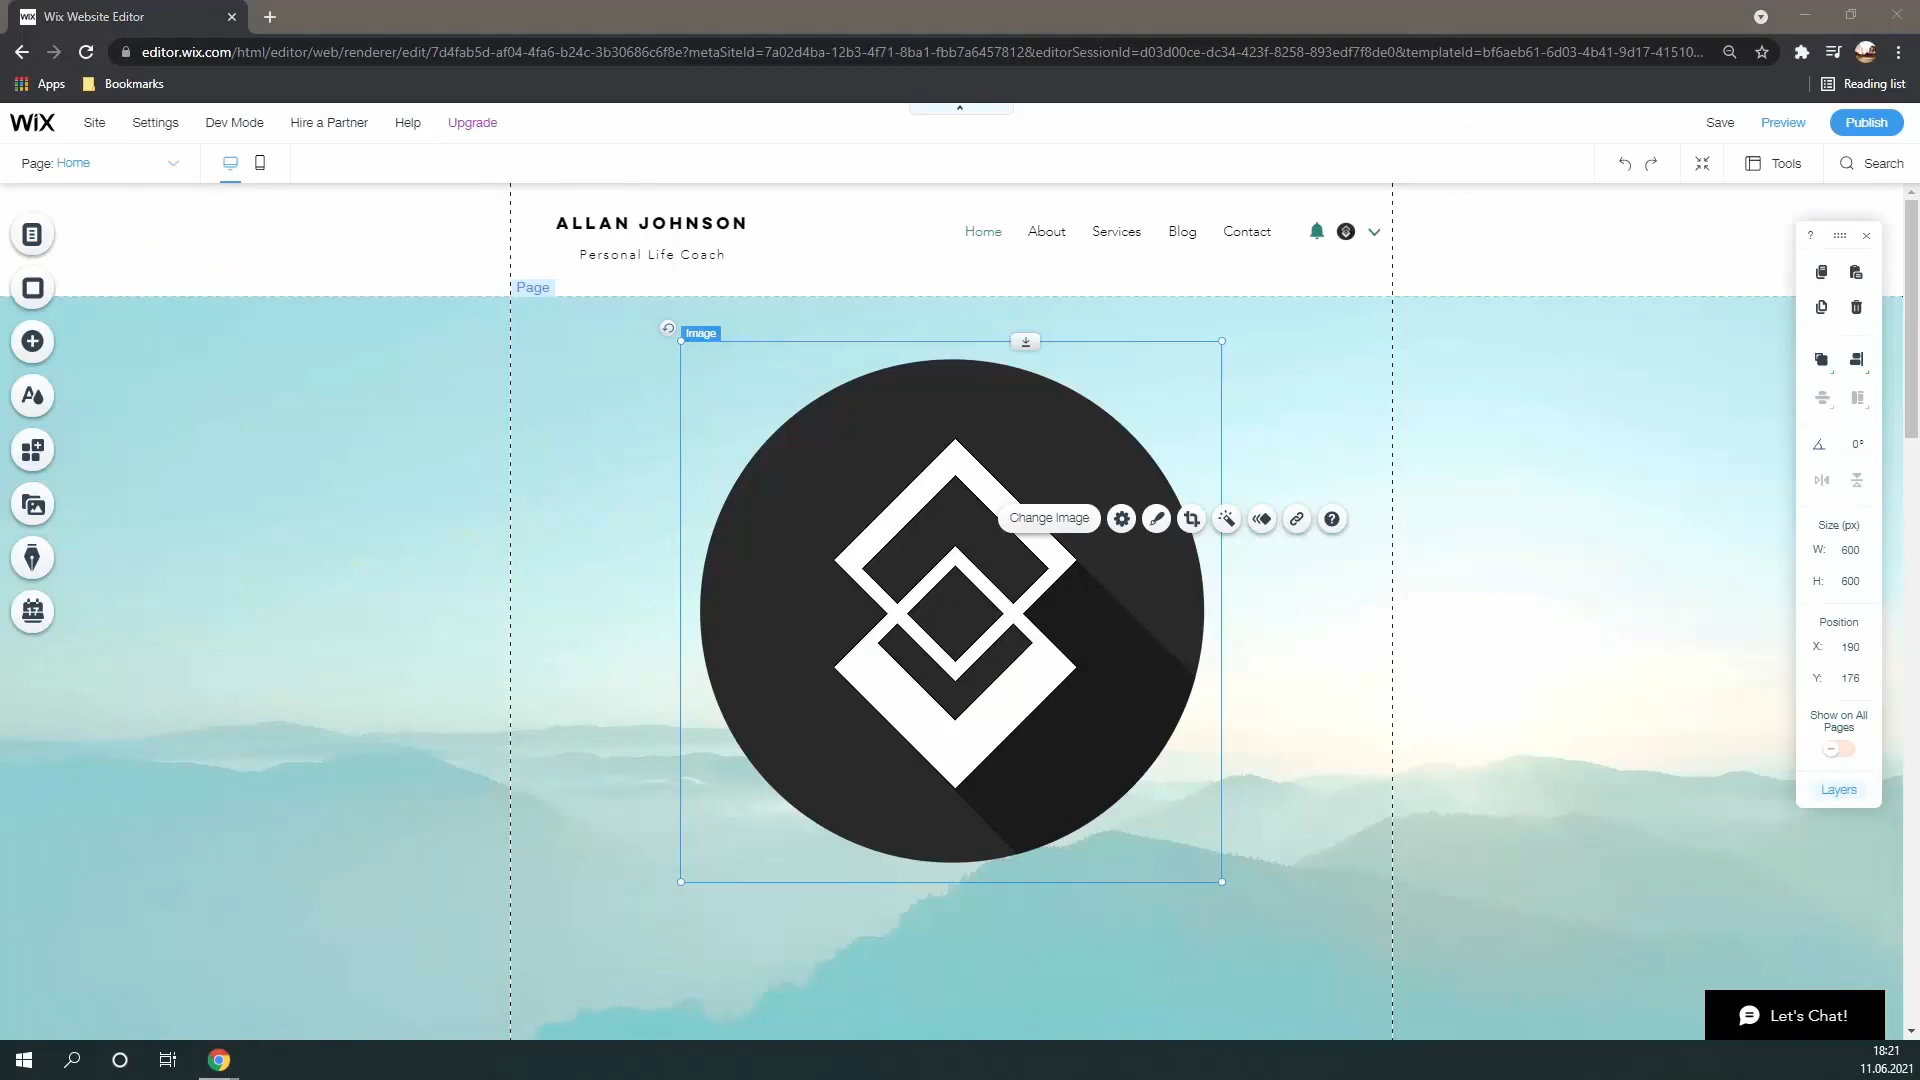 WiX Wix Website Editor
editor.wix.com/html/editor/web/renderer/edit/7d4fab5d-af04-4fa6-b24c-3b30686c6f8e?metaSiteId=7a02d4ba-12b3-4f71-8ba1-fbb7a6457812&editorSessionId=d03d00ce-dc34-423f-8258-893edf7f8de0&templateId=bf6aeb61-6d03-4b41-9d17-41510...
Apps Bookmarks Reading list
WiX Site Settings Dev Mode Hire a Partner Help Upgrade Save Preview Publish
Page: Home Tools Search
ALLAN JOHNSON
Personal Life Coach
Home About Services Blog Contact
Page
Image
Change Image
?
?
0°
Size (px)
W: 600
H: 600
Position
X: 190
Y: 176
Show on All
Pages
Layers
17
Let's Chat!
18:21
11.06.2021